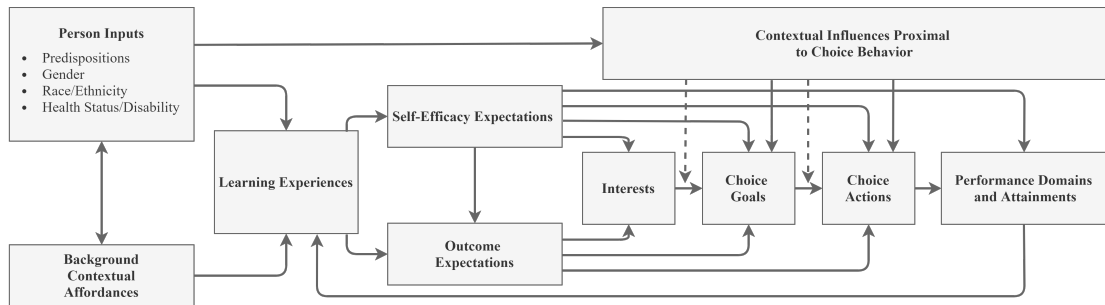 Person Inputs
• Predispositions
• Gender
• Race/Ethnicity
• Health Status/Disability
Contextual Influences Proximal
to Choice Behavior
Self-Efficacy Expectations
Learning Experiences
Interests
Choice
Goals
Choice
Actions
Performance Domains
and Attainments
Outcome
Expectations
Background
Contextual
Affordances